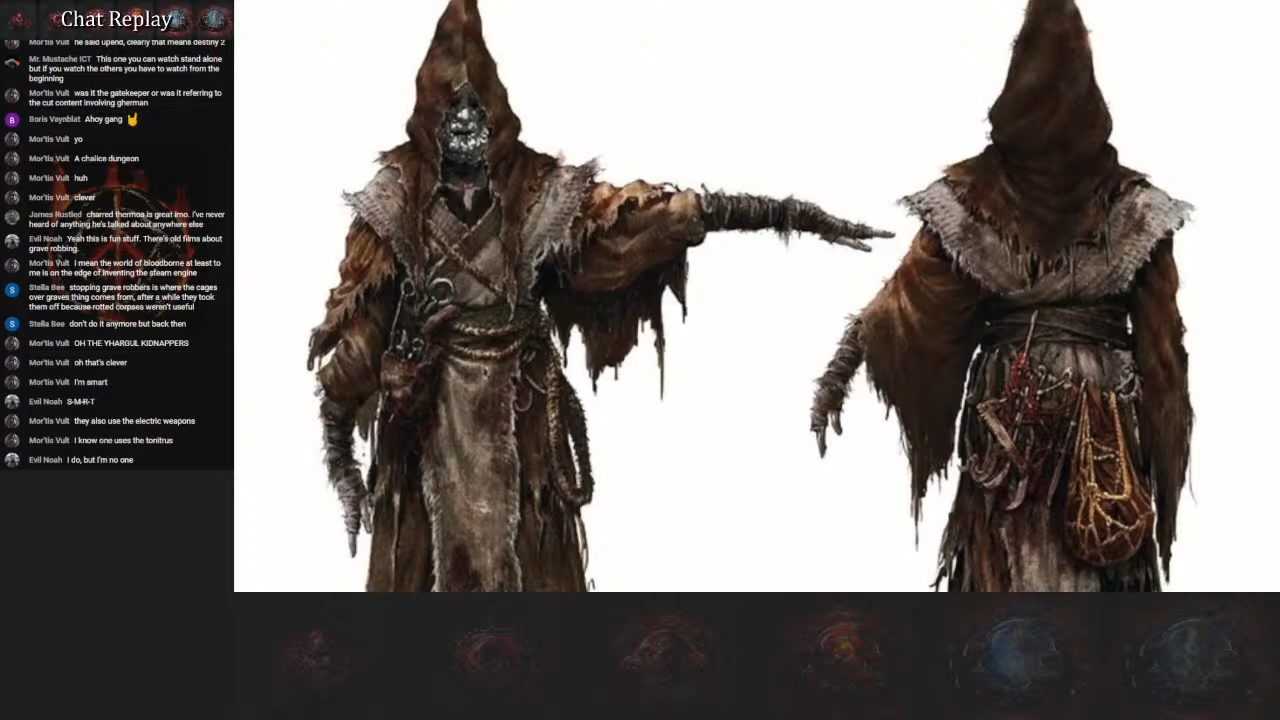 Chat Replay
Mor'tis Vult he said upend, clearly that means destiny 2
Mr. Mustache ICT This one you can watch stand alone
but if you watch the others you have to watch from the
beginning
Mor'tis Vult was it the gatekeeper or was it referring to
the cut content involving gherman
B Boris Vaynblat Ahoy gang 🤘
Mor'tis Vult yo
Mor'tis Vult A chalice dungeon
Mor'tis Vult huh
Mor'tis Vult clever
James Rustled charred thermos is great imo. I've never
heard of anything he's talked about anywhere else
Evil Noah Yeah this is fun stuff. There's old films about
grave robbing.
Mor'tis Vult I mean the world of bloodborne at least to
me is on the edge of inventing the steam engine
S Stella Bee stopping grave robbers is where the cages
over graves thing comes from, after a while they took
them off because rotted corpses weren't useful
S Stella Bee don't do it anymore but back then
Mor'tis Vult OH THE YHARGUL KIDNAPPERS
Mor'tis Vult oh that's clever
Mor'tis Vult I'm smart
Evil Noah S-M-R-T
Mor'tis Vult they also use the electric weapons
Mor'tis Vult I know one uses the tonitrus
Evil Noah I do, but I'm no one